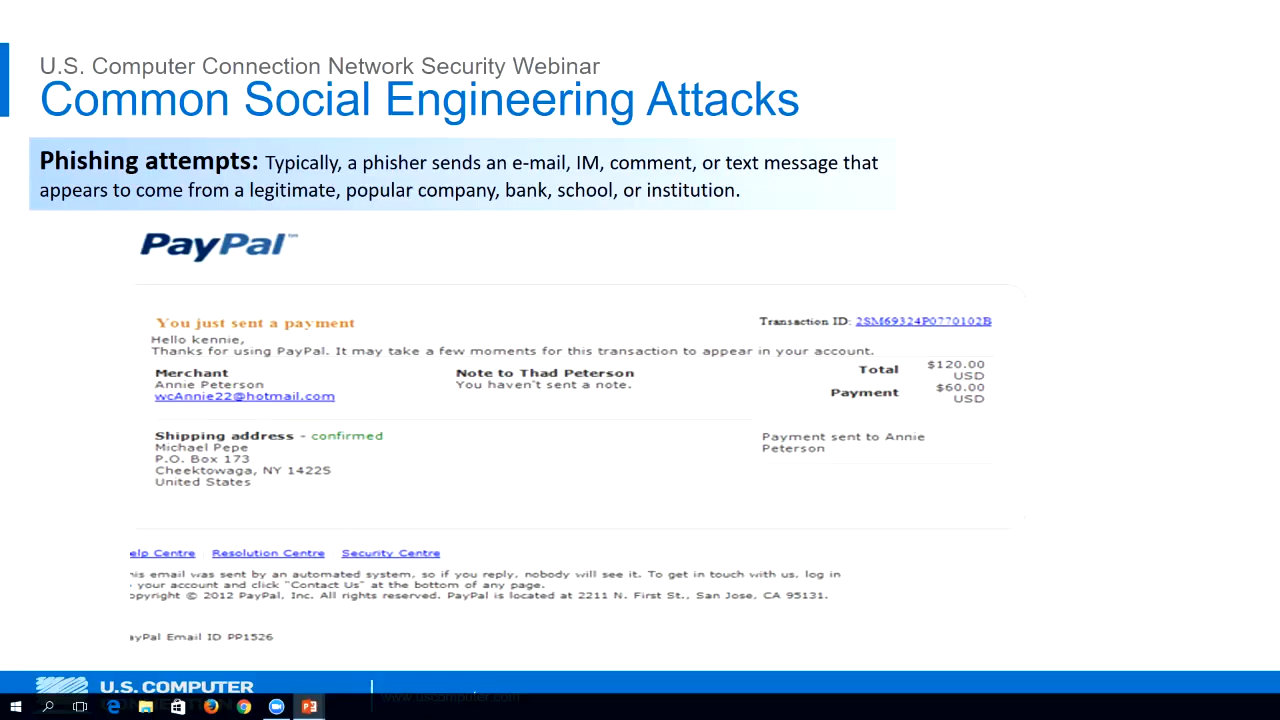 U.S. Computer Connection Network Security Webinar
Common Social Engineering Attacks
Phishing attempts: Typically, a phisher sends an e-mail, IM, comment, or text message that
appears to come from a legitimate, popular company, bank, school, or institution.
PayPal™
You just sent a payment
Transaction ID: 2SM69324P0770102B
Hello kennie,
Thanks for using PayPal. It may take a few moments for this transaction to appear in your account.
Merchant
Annie Peterson
wcAnnie22@hotmail.com
Note to Thad Peterson
You haven't sent a note.
Total $120.00
USD
Payment $60.00
USD
Shipping address - confirmed
Michael Pepe
P.O. Box 173
Cheektowaga, NY 14225
United States
Payment sent to Annie
Peterson
elp Centre Resolution Centre Security Centre
is email was sent by an automated system, so if you reply, nobody will see it. To get in touch with us, log in
your account and click "Contact Us" at the bottom of any page.
opyright © 2012 PayPal, Inc. All rights reserved. PayPal is located at 2211 N. First St., San Jose, CA 95131.
ayPal Email ID PP1526
U.S. COMPUTER
www.uscomputer.com